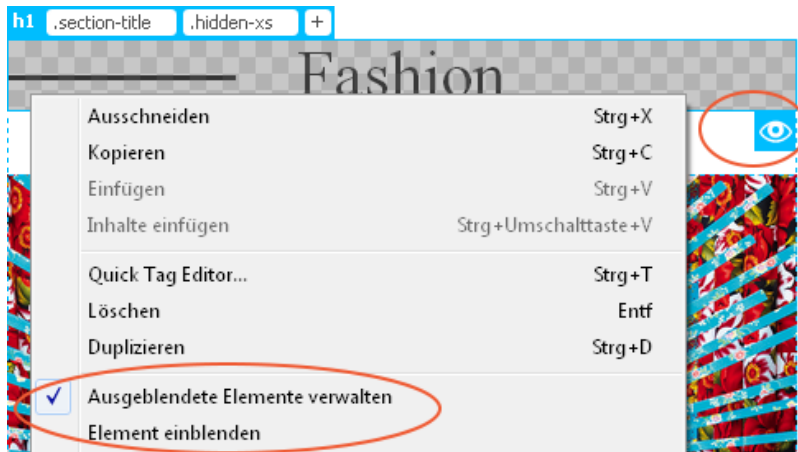 h1 .section-title .hidden-xs +
Fashion
Ausschneiden Strg+X
Kopieren Strg+C
Einfügen Strg+V
Inhalte einfügen Strg+Umschalttaste+V
Quick Tag Editor... Strg+T
Löschen Entf
Duplizieren Strg+D
Ausgeblendete Elemente verwalten
Element einblenden